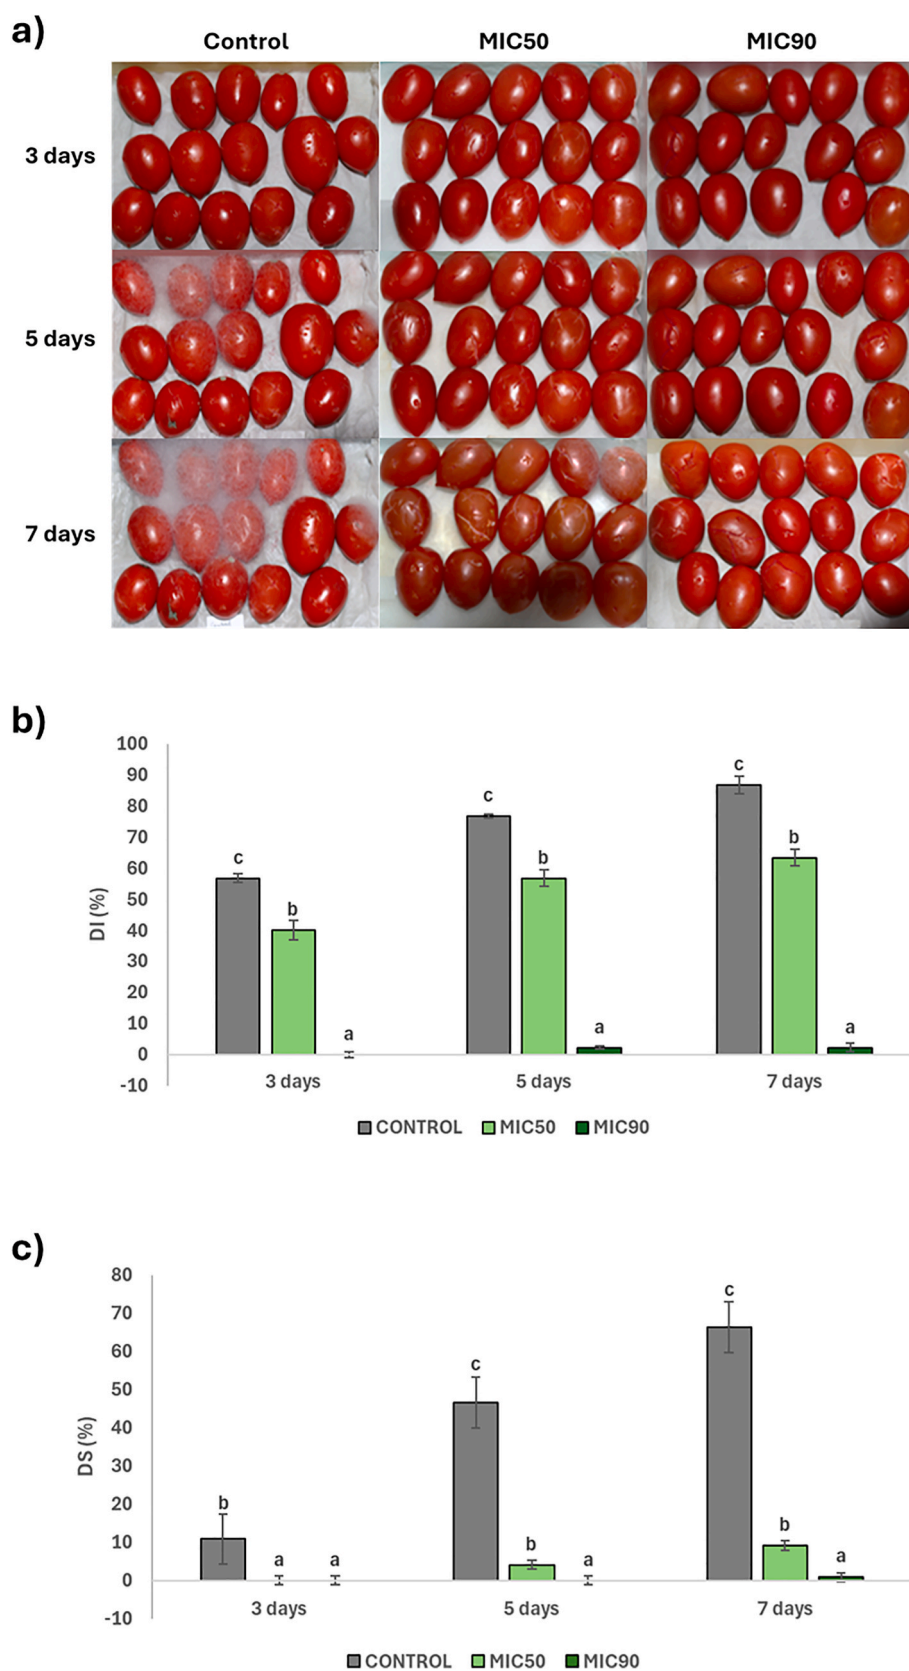 a)
Control MIC50 MIC90
3 days
5 days
7 days
b)
100
90
80
70
60
50
40
30
20
10
0
-10
DI (%)
c
b
a
c
b
a
c
b
a
3 days 5 days 7 days
CONTROL MIC50 MIC90
c)
80
70
60
50
40
30
20
10
0
-10
DS (%)
b
a
a
c
b
a
c
b
a
3 days 5 days 7 days
CONTROL MIC50 MIC90